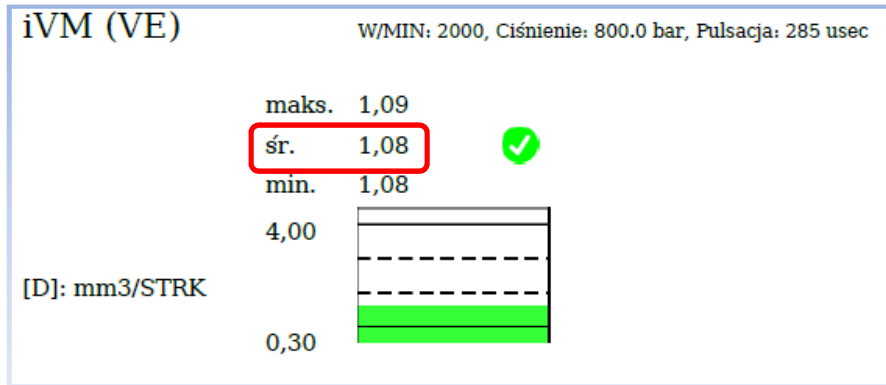 iVM (VE)
W/MIN: 2000, Ciśnienie: 800.0 bar, Pulsacja: 285 usec
maks. 1,09
śr. 1,08
min. 1,08
4,00
[D]: mm3/STRK
0,30